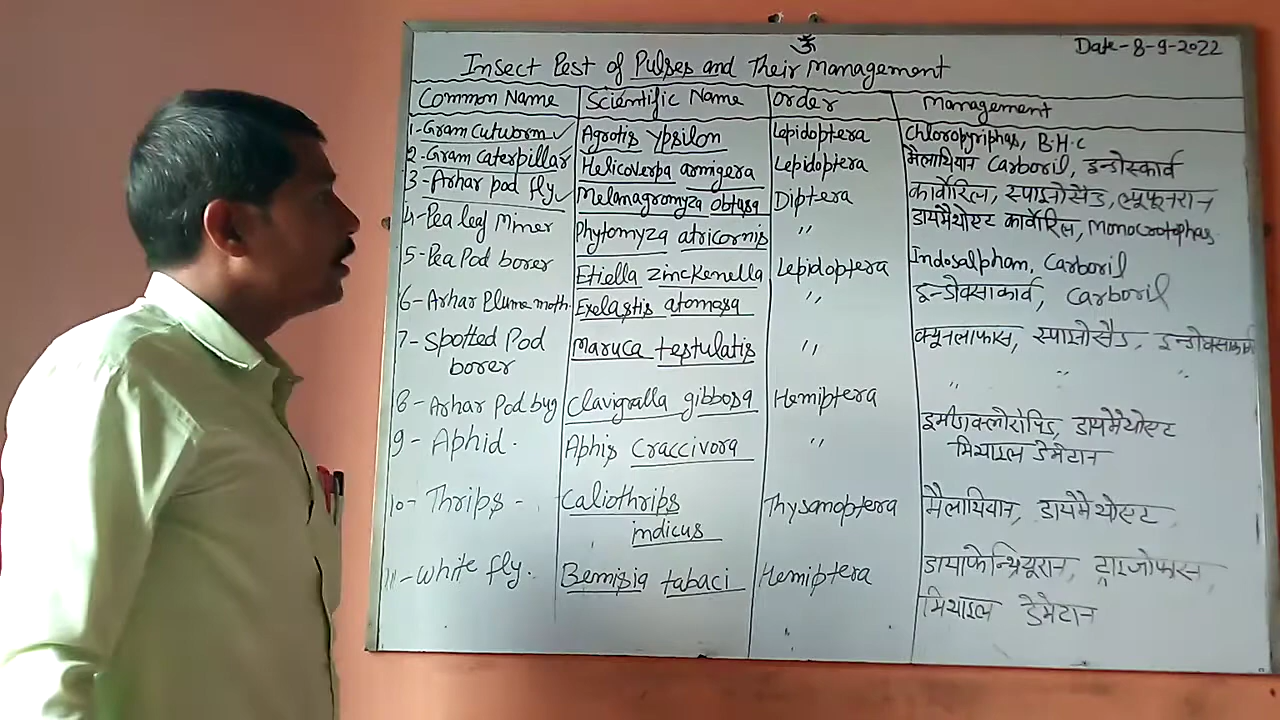 ॐ
Date-8-9-2022
Insect Pest of Pulses and Their Management
Common Name Scientific Name Order Management
1-Gram Cutworm Agrotis Ypsilon Lepidoptera Chloropyriphas, B.H.C
2-Gram Caterpillar Helicoverpa armigera Lepidoptera मैलाथियान Carboril, इन्डोस्कार्व
3-Arhar pod fly Melanagromyza obtusa Diptera कार्वोरिल, स्पाइनोसैड,
4-Pea leaf Miner Phytomyza atricornis " डायमैथोएट कार्वोरिल, Monocrotophas
5-Pea Pod borer Etiella Zinckenella Lepidoptera Indosalpham, Carboril
6-Arhar Plume moth Exelastis atomasa " इन्डोक्साकार्व, Carboril
7-Spotted Pod Maruca testulatis " क्यूनलाफास, स्पाइनोसैड, इन्डोक्साकार्व
borer " " "
8-Arhar Pod bug Clavigralla gibbosa Hemiptera
इमीडाक्लोरोपिड, डायमैथोएट
9-Aphid. Aphis Craccivora "
मिथाइल डेमेटान
10-Thrips - Caliothrips Thysanoptera मैलाथियान, डायमैथोएट
indicus
11-White fly. Bemisia tabaci Hemiptera डायाफेन्थ्रियूरान, ट्राइजोफास
मिथाइल डेमेटान